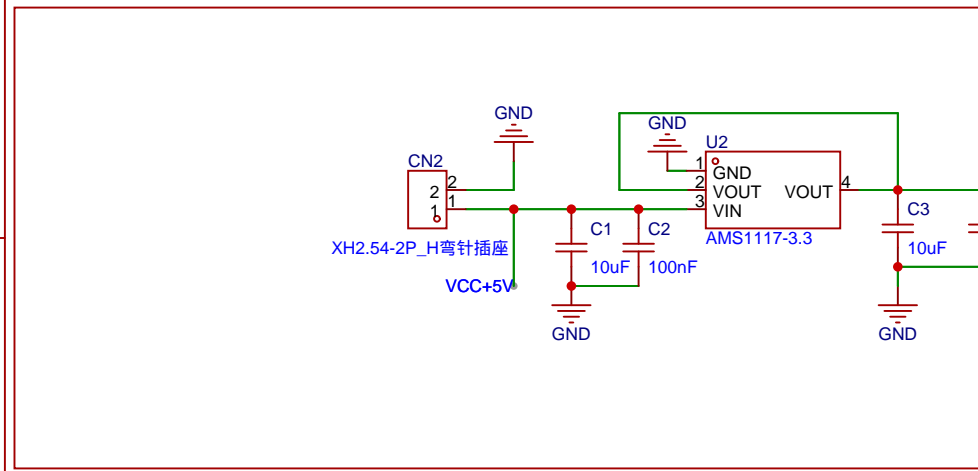 GND
CN2
2
2
1
1
XH2.54-2P_H弯针插座
VCC+5V
C1
10uF
C2
100nF
GND
GND
U2
1
GND
2
VOUT
VOUT
4
3
VIN
AMS1117-3.3
C3
10uF
GND